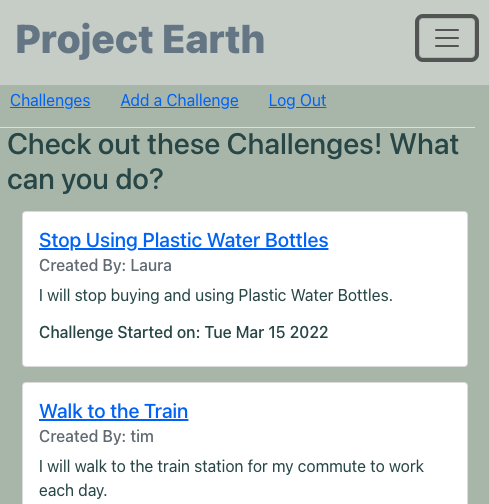 Project Earth
Challenges Add a Challenge Log Out
Check out these Challenges! What
can you do?
Stop Using Plastic Water Bottles
Created By: Laura
I will stop buying and using Plastic Water Bottles.
Challenge Started on: Tue Mar 15 2022
Walk to the Train
Created By: tim
I will walk to the train station for my commute to work
each day.